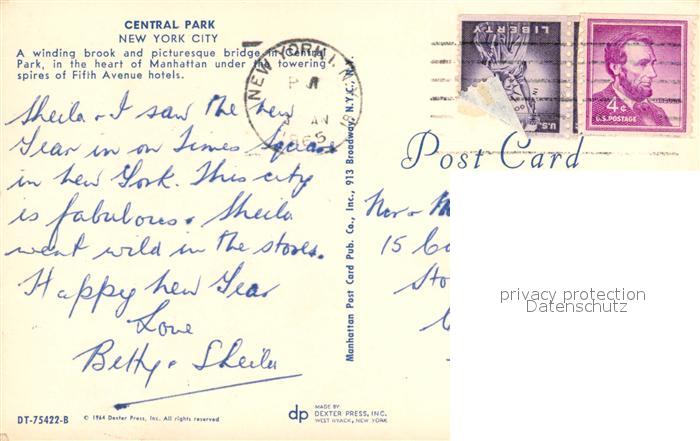 CENTRAL PARK
NEW YORK CITY
A winding brook and picturesque bridge in Central
Park, in the heart of Manhattan under the towering
spires of Fifth Avenue hotels.
Sheila & I saw the new
Year in on Times Square
in New York. This city
is fabulous. Sheila
went wild in the stores.
Happy New Year
Love
Betty & Sheila
DT-75422-B
© 1964 Dexter Press, Inc. All rights reserved
dp
MADE BY
DEXTER PRESS, INC.
WEST NYACK, NEW YORK
Manhattan Post Card Pub. Co., Inc., 913 Broadway, N.Y.C.
NEW YORK 1, N.Y.
JAN
1965
LIBERTY
U.S.
4¢
U.S. POSTAGE
Post Card
15
privacy protection
Datenschutz